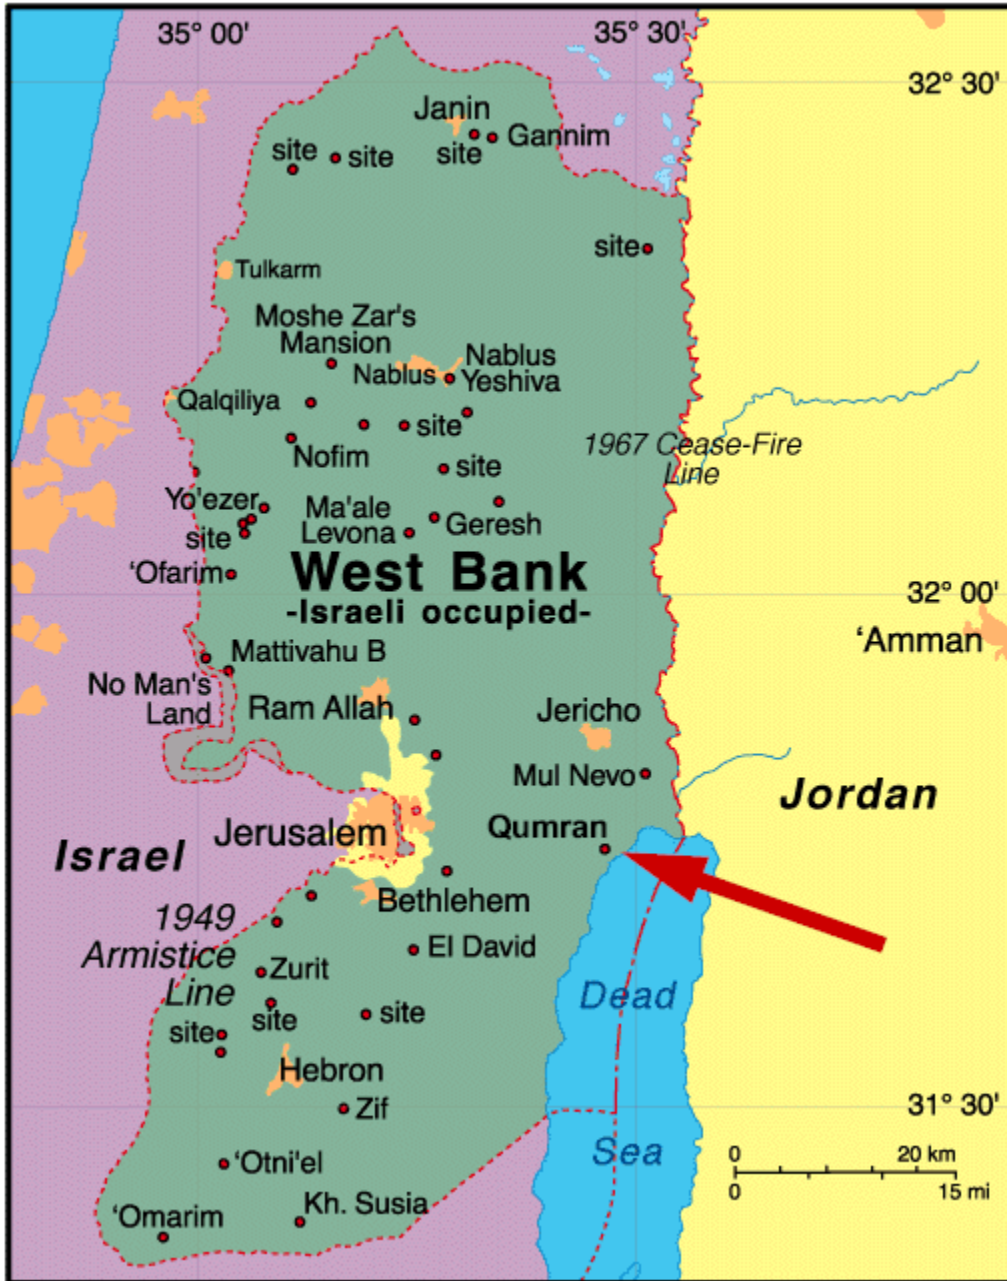 35° 00'
35° 30'
32° 30'
Janin
Gannim
site
site
site
site
Tulkarm
Moshe Zar's
Mansion
Nablus
Nablus
Yeshiva
Qalqiliya
site
Nofim
1967 Cease-Fire
Line
site
Yo'ezer
Ma'ale
Levona
Geresh
site
'Ofarim
West Bank
-Israeli occupied-
32° 00'
'Amman
Mattivahu B
No Man's
Land
Ram Allah
Jericho
Mul Nevo
Jordan
Qumran
Jerusalem
Israel
Bethlehem
1949
Armistice
Line
El David
Zurit
Dead
Sea
site
site
site
Hebron
Zif
31° 30'
'Otni'el
0
20 km
0
15 mi
Kh. Susia
'Omarim